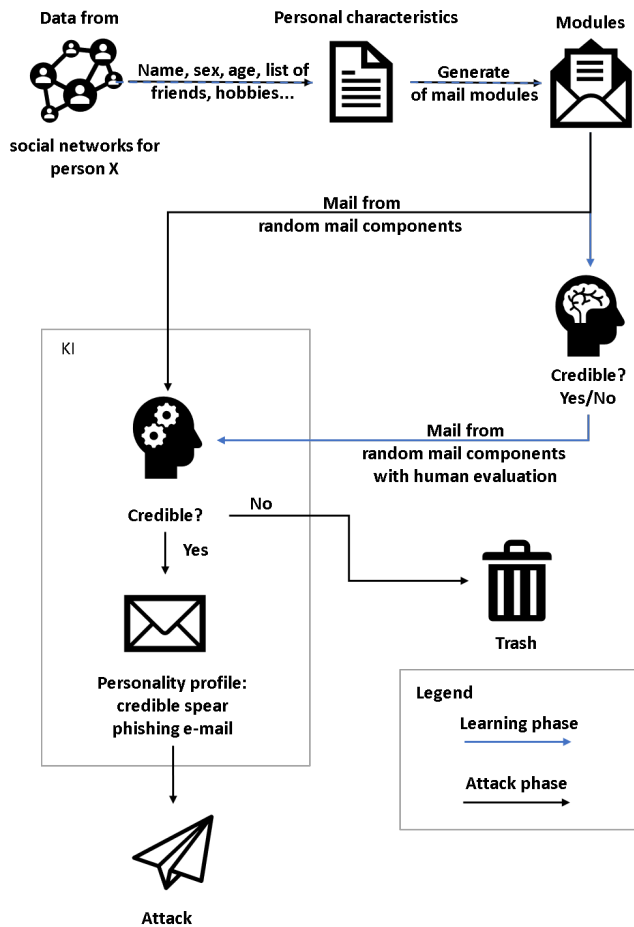 Data from
social networks for
person X
Name, sex, age, list of
friends, hobbies...
Personal characteristics
Generate
of mail modules
Modules
Mail from
random mail components
Credible?
Yes/No
Mail from
random mail components
with human evaluation
KI
Credible?
No
Yes
Trash
Personality profile:
credible spear
phishing e-mail
Attack
Legend
Learning phase
Attack phase